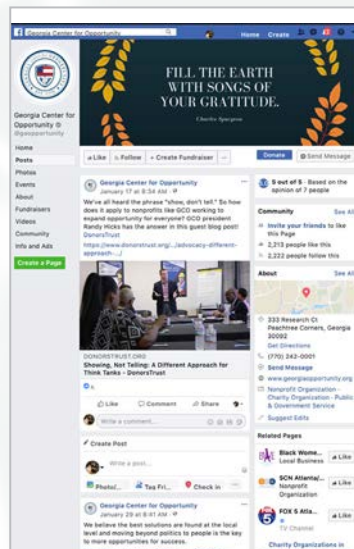 Georgia Center for Opportunity
Home
Create
FILL THE EARTH
WITH SONGS OF
YOUR GRATITUDE.
Charles Spurgeon
Georgia Center for
Opportunity
@gaopportunity
Home
Posts
Photos
Events
About
Fundraisers
Videos
Community
Info and Ads
Create a Page
Like
Follow
Create Fundraiser
...
Donate
Send Message
Georgia Center for Opportunity
January 17 at 8:34 AM
We've all heard the phrase "show, don't tell." So how
does it apply to nonprofits like GCO working to
expand opportunity for everyone? GCO president
Randy Hicks has the answer in this guest blog post!
DonorsTrust
https://www.donorstrust.org/.../advocacy-different-
approach-.../
DONORSTRUST.ORG
Showing, Not Telling: A Different Approach for
Think Tanks - DonorsTrust
Like
Comment
Share
Write a comment...
Create Post
Write a post...
Photo/...
Tag Fri...
Check in
...
Georgia Center for Opportunity
January 29 at 8:41 AM
We believe the best solutions are found at the local
level and moving beyond politics to people is the key
to more opportunities for success.
5 out of 5 · Based on the
opinion of 7 people
Community
See All
Invite your friends to like
this Page
2,213 people like this
2,222 people follow this
About
See All
333 Research Ct
Peachtree Corners, Georgia
30092
Get Directions
(770) 242-0001
Send Message
www.georgiaopportunity.org
Nonprofit Organization ·
Charity Organization · Public
& Government Service
Suggest Edits
Related Pages
Black Wome...
Local Business
Like
SCN Atlanta/...
Nonprofit
Organization
Like
FOX 5 Atla...
TV Channel
Like
Charity Organizations in